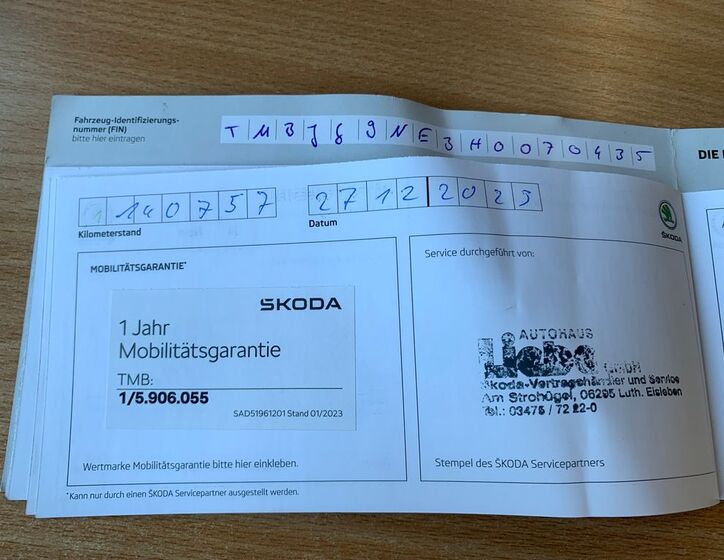 Fahrzeug-Identifizierungs-
nummer (FIN)
bitte hier eintragen
TMBJG9NE3H0070435
DIE
140757
27122023
Kilometerstand
Datum
ŠKODA
MOBILITÄTSGARANTIE*
Service durchgeführt von:
ŠKODA
1 Jahr
Mobilitätsgarantie
TMB:
1/5.906.055
SAD51961201 Stand 01/2023
AUTOHAUS
Liebe GmbH
Škoda-Vertragshändler und Service
Am Strohügel, 06295 Luth. Eisleben
Tel.: 03475 / 72 22-0
Wertmarke Mobilitätsgarantie bitte hier einkleben.
Stempel des ŠKODA Servicepartners
*Kann nur durch einen ŠKODA Servicepartner ausgestellt werden.